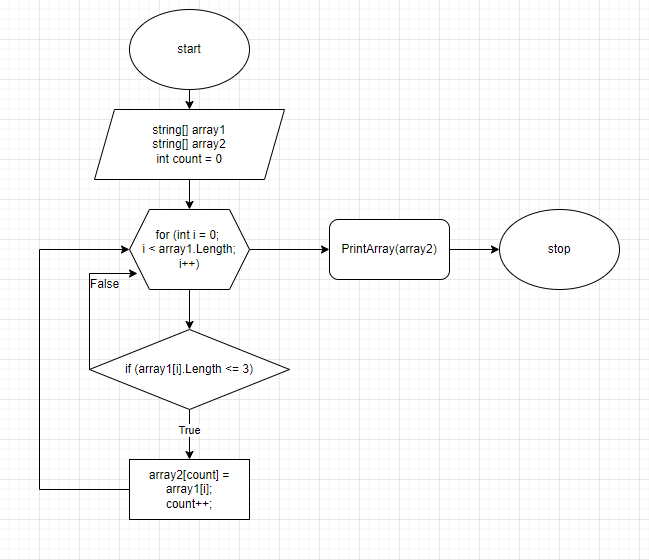 start
string[] array1
string[] array2
int count = 0
for (int i = 0;
i < array1.Length;
i++)
PrintArray(array2)
stop
False
if (array1[i].Length <= 3)
True
array2[count] =
array1[i];
count++;